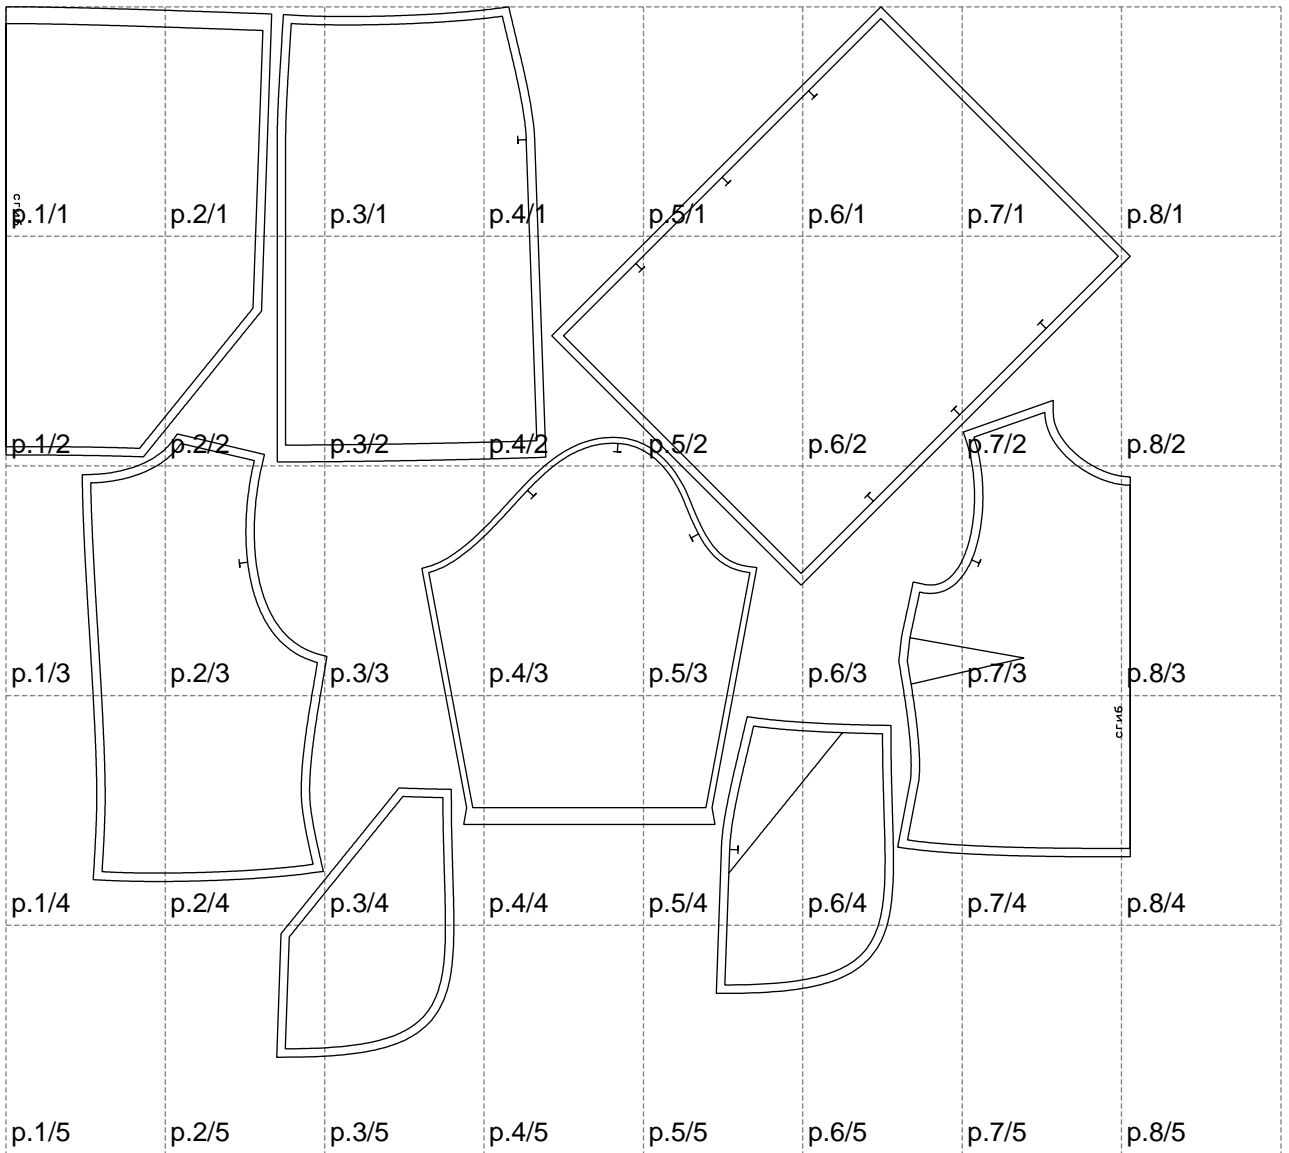 p.1/1 p.2/1 p.3/1 p.4/1 p.5/1 p.6/1 p.7/1 p.8/1
p.1/2 p.2/2 p.3/2 p.4/2 p.5/2 p.6/2 p.7/2 p.8/2
p.1/3 p.2/3 p.3/3 p.4/3 p.5/3 p.6/3 p.7/3 p.8/3
сгиб
p.1/4 p.2/4 p.3/4 p.4/4 p.5/4 p.6/4 p.7/4 p.8/4
p.1/5 p.2/5 p.3/5 p.4/5 p.5/5 p.6/5 p.7/5 p.8/5